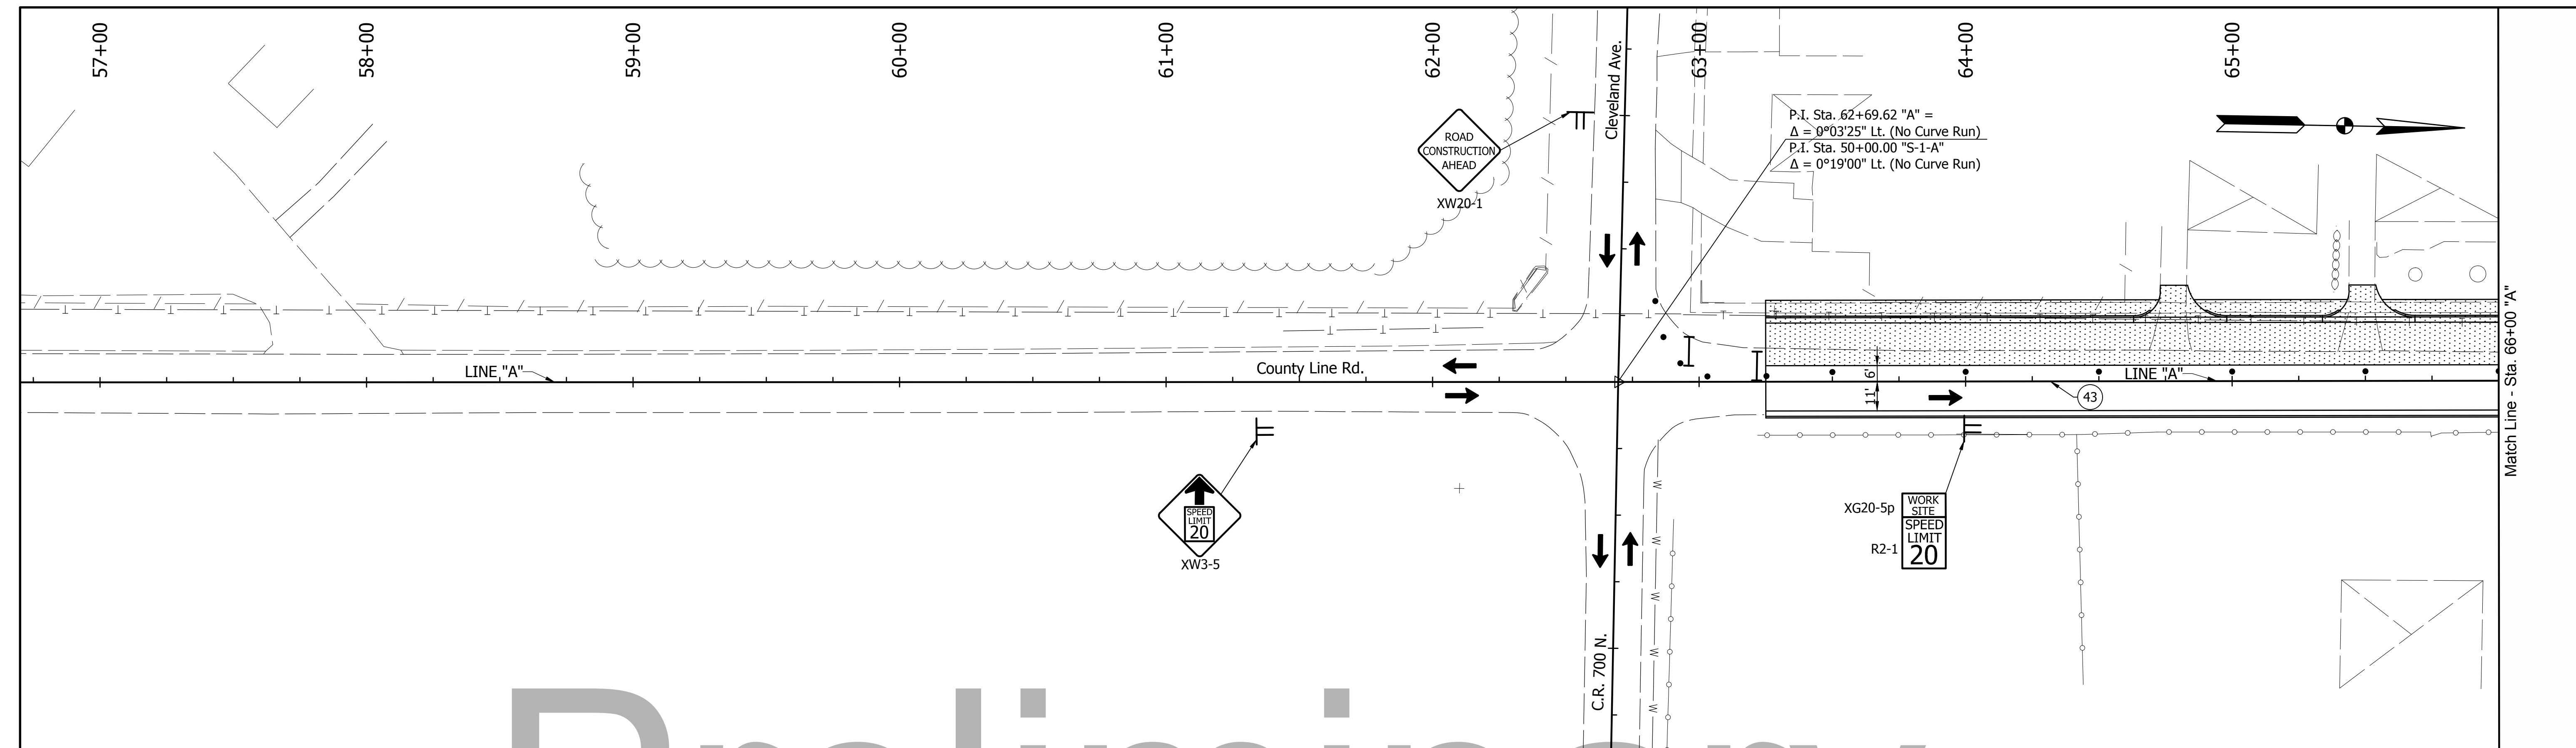 57+00
58+00
59+00
60+00
61+00
62+00
63+00
64+00
65+00
Cleveland Ave.
ROAD
CONSTRUCTION
AHEAD
XW20-1
P.I. Sta. 62+69.62 "A" =
Δ = 0°03'25" Lt. (No Curve Run)
P.I. Sta. 50+00.00 "S-1-A"
Δ = 0°19'00" Lt. (No Curve Run)
Match Line - Sta. 66+00 "A"
LINE "A"
County Line Rd.
6'
11'
LINE "A"
43
SPEED
LIMIT
20
XW3-5
XG20-5p
WORK
SITE
R2-1
SPEED
LIMIT
20
C.R. 700 N.
W
W
W
W
W
Preliminary